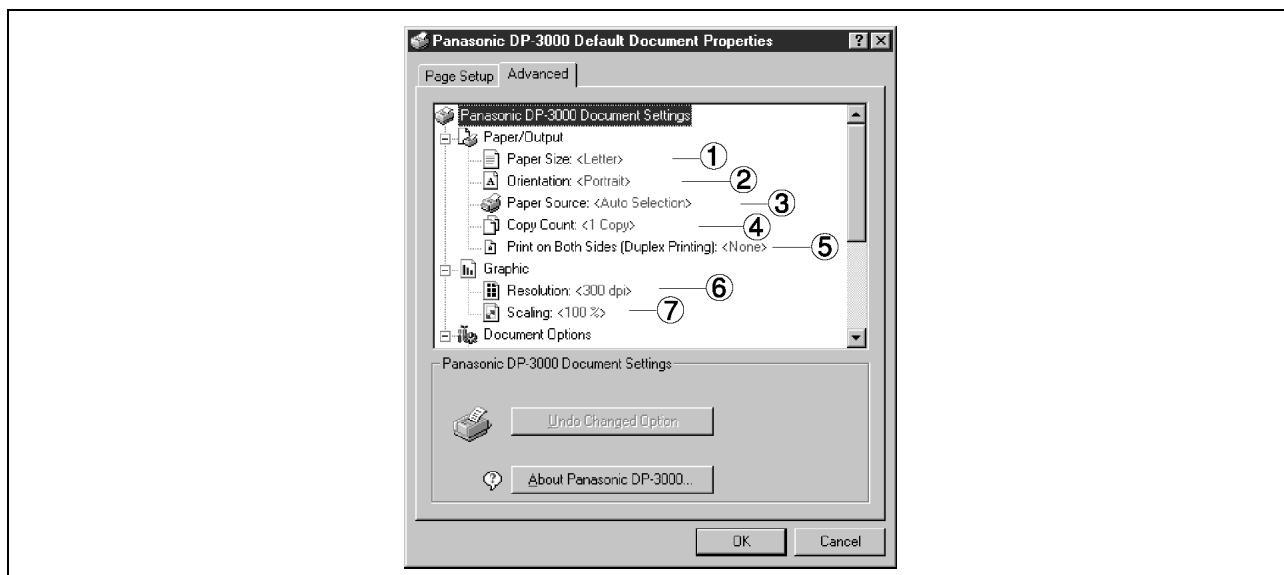 Panasonic DP-3000 Default Document Properties
Page Setup Advanced
Panasonic DP-3000 Document Settings
Paper/Output
Paper Size: <Letter> ①
Orientation: <Portrait> ②
Paper Source: <Auto Selection> ③
Copy Count: <1 Copy> ④
Print on Both Sides (Duplex Printing): <None> ⑤
Graphic
Resolution: <300 dpi> ⑥
Scaling: <100 %> ⑦
Document Options
Panasonic DP-3000 Document Settings
Undo Changed Option
About Panasonic DP-3000...
OK Cancel